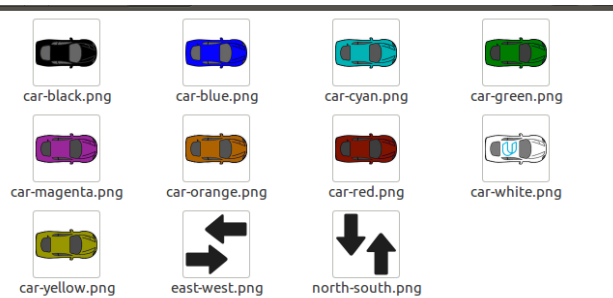 car-black.png
car-blue.png
car-cyan.png
car-green.png
car-magenta.png
car-orange.png
car-red.png
car-white.png
car-yellow.png
east-west.png
north-south.png